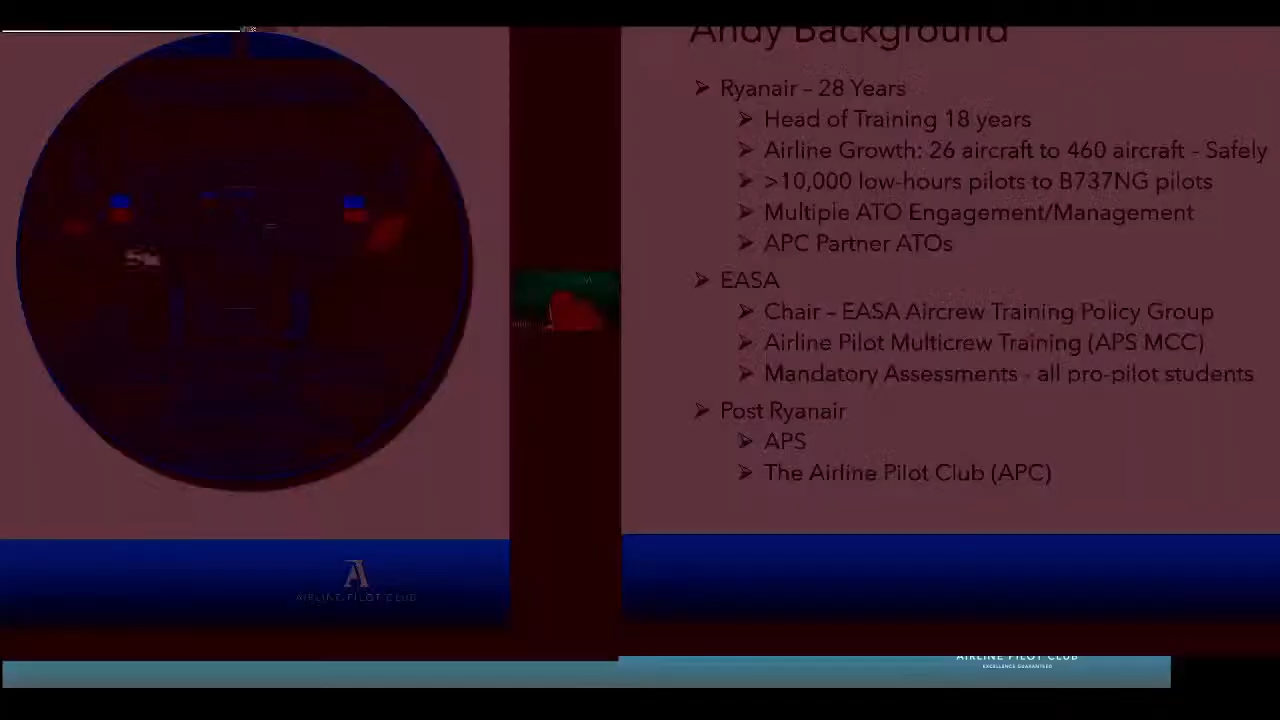 Andy Background
➢ Ryanair – 28 Years
➢ Head of Training 18 years
➢ Airline Growth: 26 aircraft to 460 aircraft - Safely
➢ >10,000 low-hours pilots to B737NG pilots
➢ Multiple ATO Engagement/Management
➢ APC Partner ATOs
➢ EASA
➢ Chair – EASA Aircrew Training Policy Group
➢ Airline Pilot Multicrew Training (APS MCC)
➢ Mandatory Assessments - all pro-pilot students
➢ Post Ryanair
➢ APS
➢ The Airline Pilot Club (APC)
AIRLINE PILOT CLUB
AIRLINE PILOT CLUB
EXCELLENCE GUARANTEED